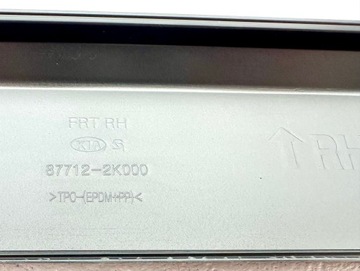 FRT RH
KIA
87712-2K000
>TPO-(EPDM+PP)<
RH